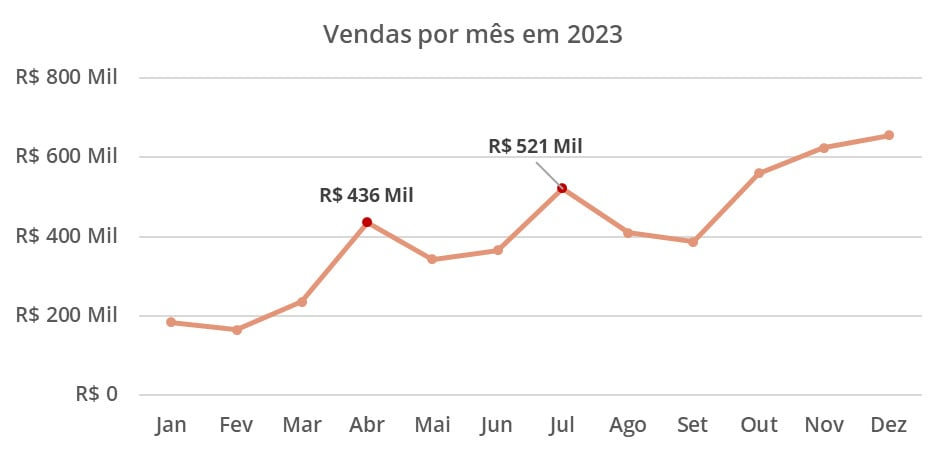 Vendas por mês em 2023
R$ 800 Mil
R$ 600 Mil
R$ 521 Mil
R$ 436 Mil
R$ 400 Mil
R$ 200 Mil
R$ 0
Jan Fev Mar Abr Mai Jun Jul Ago Set Out Nov Dez